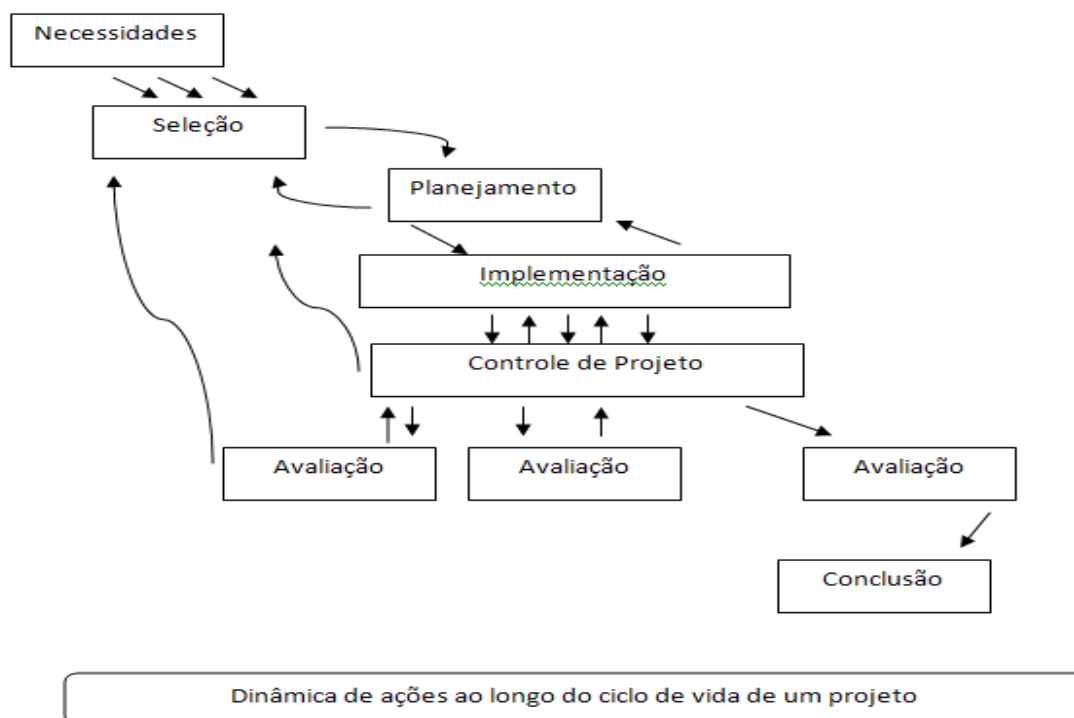 Necessidades
Seleção
Planejamento
Implementação
Controle de Projeto
Avaliação
Avaliação
Avaliação
Conclusão
Dinâmica de ações ao longo do ciclo de vida de um projeto